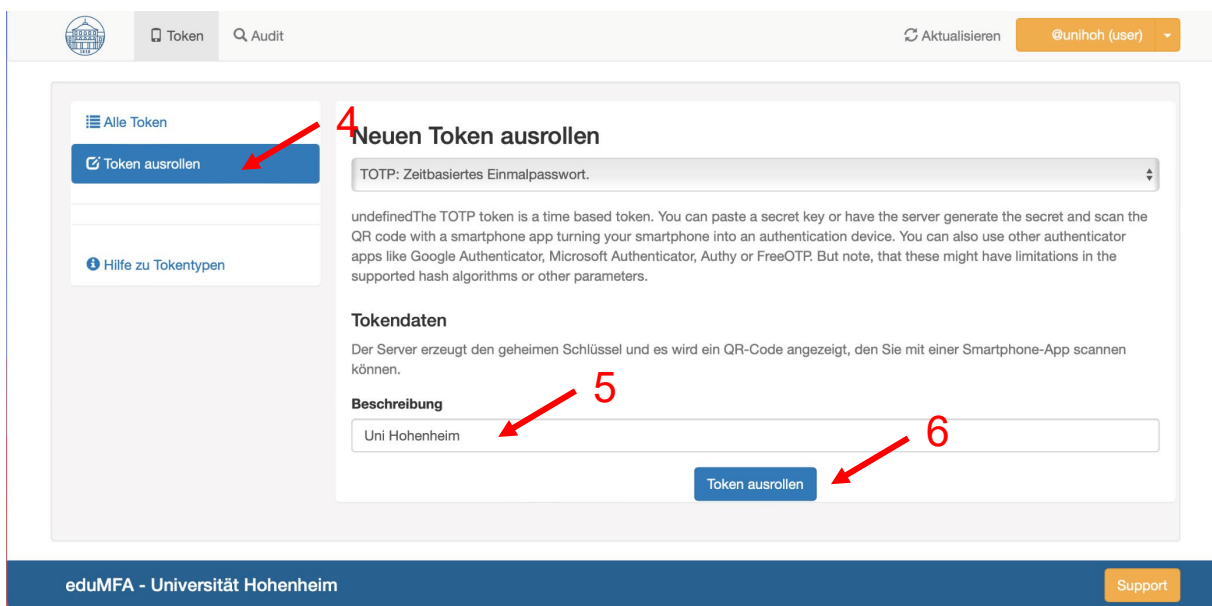 Token
Audit
Aktualisieren
@unihoh (user)
Alle Token
Token ausrollen
Hilfe zu Tokentypen
4
Neuen Token ausrollen
TOTP: Zeitbasiertes Einmalpasswort.
undefinedThe TOTP token is a time based token. You can paste a secret key or have the server generate the secret and scan the
QR code with a smartphone app turning your smartphone into an authentication device. You can also use other authenticator
apps like Google Authenticator, Microsoft Authenticator, Authy or FreeOTP. But note, that these might have limitations in the
supported hash algorithms or other parameters.
Tokendaten
Der Server erzeugt den geheimen Schlüssel und es wird ein QR-Code angezeigt, den Sie mit einer Smartphone-App scannen
können.
Beschreibung
5
Uni Hohenheim
6
Token ausrollen
eduMFA - Universität Hohenheim
Support